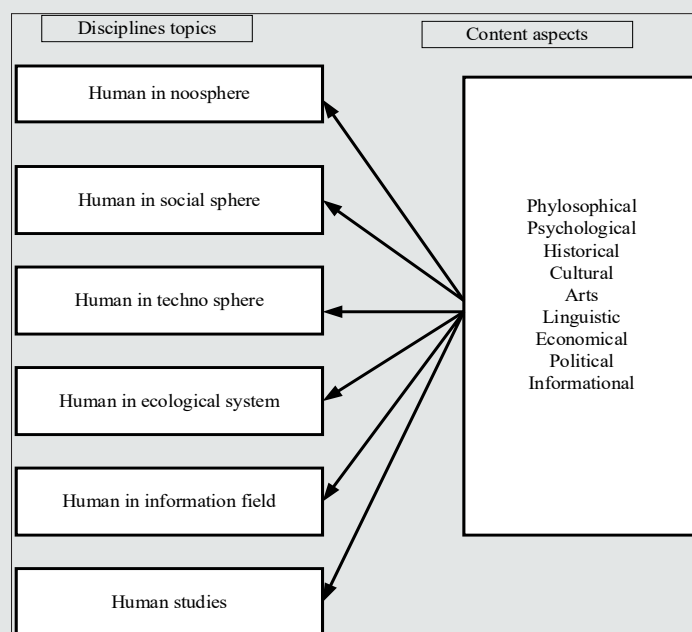 Disciplines topics
Content aspects
Human in noosphere
Human in social sphere
Human in techno sphere
Human in ecological system
Human in information field
Human studies
Phylosophical
Psychological
Historical
Cultural
Arts
Linguistic
Economical
Political
Informational